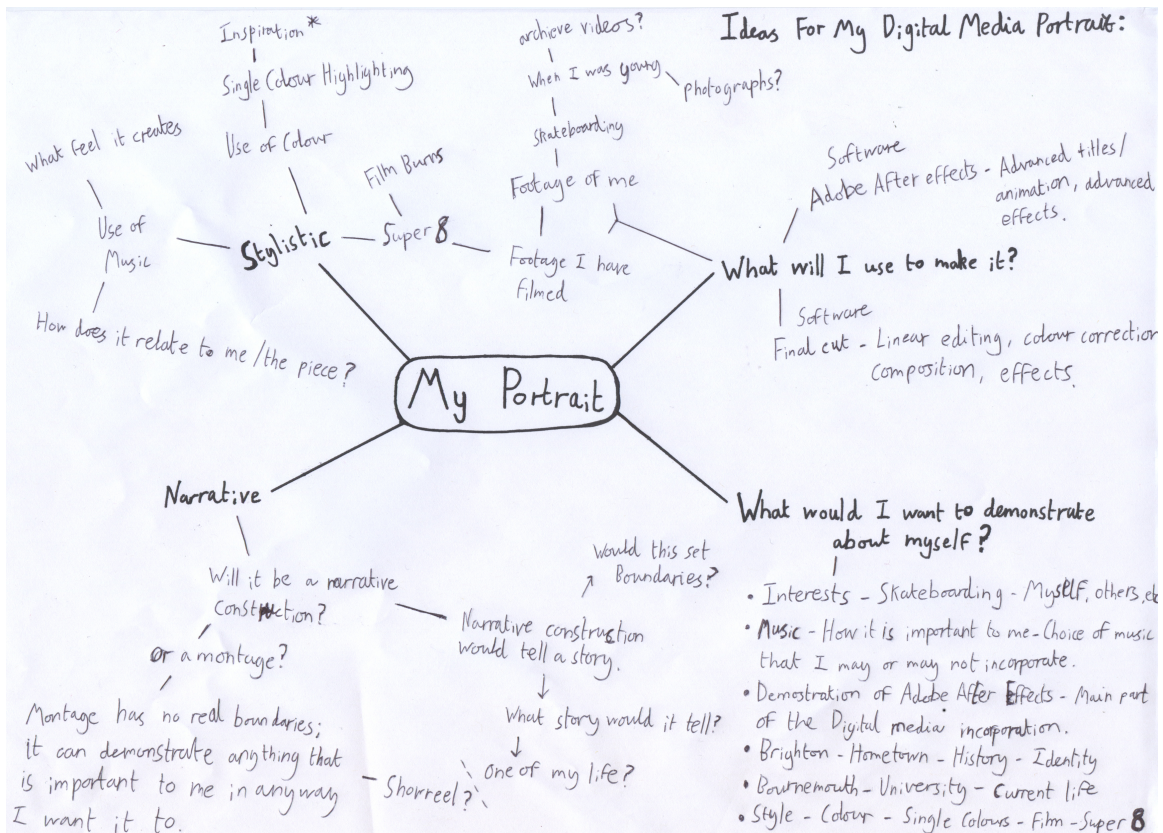 Ideas For My Digital Media Portrait:
Inspiration*
Single Colour Highlighting
Use of Colour
What feel it creates
Use of
Music
How does it relate to me/the piece?
Stylistic
Film Burns
Super 8
archieve videos?
When I was young
photographs?
Skateboarding
Footage of me
Footage I have
filmed
Software
Adobe After effects - Advanced titles/
animation, advanced
effects.
What will I use to make it?
Software
Final cut - Linear editing, colour correction
composition, effects.
My Portrait
Narrative
Will it be a narrative
construction?
or a montage?
Montage has no real boundaries;
it can demonstrate anything that
is important to me in anyway
I want it to.
Would this set
Boundaries?
Narrative construction
would tell a story.
What story would it tell?
One of my life?
Showreel?
What would I want to demonstrate
about myself?
• Interests - Skateboarding - Myself, others, etc
• Music - How it is important to me - Choice of music
that I may or may not incorporate.
• Demostration of Adobe After Effects - Main part
of the Digital media incorporation.
• Brighton - Hometown - History - Identity
• Bournemouth - University - Current life
• Style - Colour - Single Colours - Film - Super 8